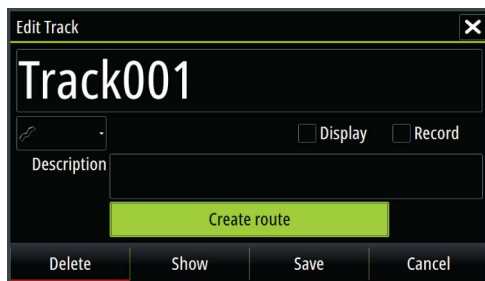 Edit Track
Track001
Display Record
Description
Create route
Delete Show Save Cancel